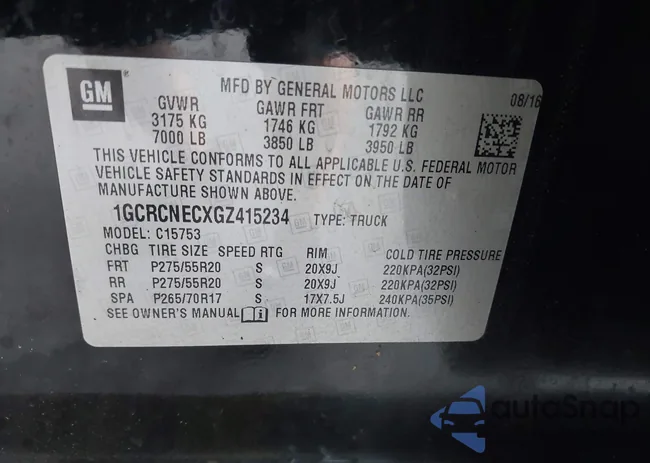 GM
MFD BY GENERAL MOTORS LLC
08/16
GVWR GAWR FRT GAWR RR
3175 KG 1746 KG 1792 KG
7000 LB 3850 LB 3950 LB
THIS VEHICLE CONFORMS TO ALL APPLICABLE U.S. FEDERAL MOTOR
VEHICLE SAFETY STANDARDS IN EFFECT ON THE DATE OF
MANUFACTURE SHOWN ABOVE.
1GCRCNECXGZ415234 TYPE: TRUCK
MODEL: C15753
CHBG TIRE SIZE SPEED RTG RIM COLD TIRE PRESSURE
FRT P275/55R20 S 20X9J 220KPA(32PSI)
RR P275/55R20 S 20X9J 220KPA(32PSI)
SPA P265/70R17 S 17X7.5J 240KPA(35PSI)
SEE OWNER'S MANUAL FOR MORE INFORMATION.
autoSnap